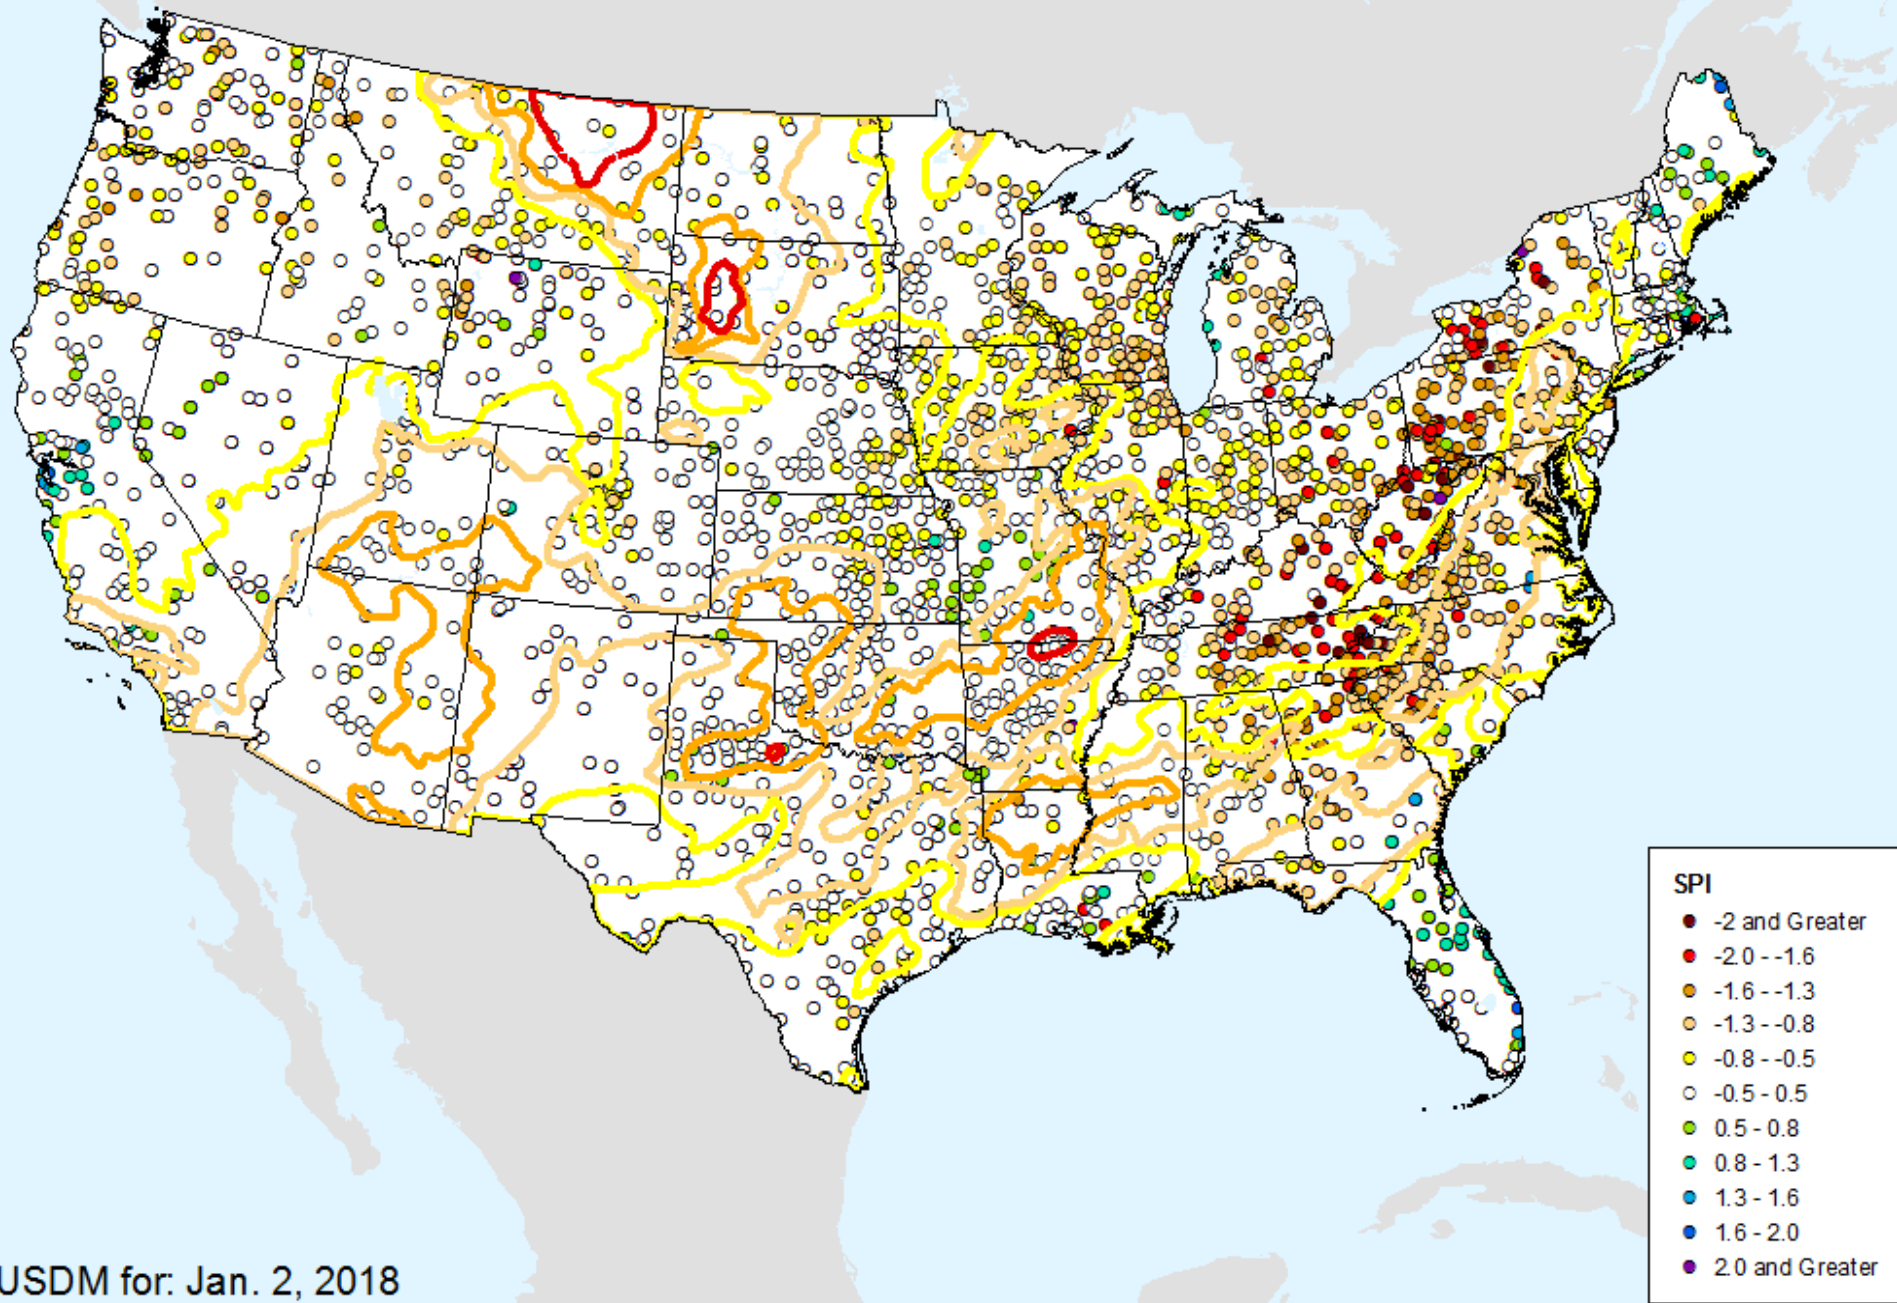 SPI
-2 and Greater
-2.0 - -1.6
-1.6 - -1.3
-1.3 - -0.8
-0.8 - -0.5
-0.5 - 0.5
0.5 - 0.8
0.8 - 1.3
1.3 - 1.6
1.6 - 2.0
2.0 and Greater
USDM for: Jan. 2, 2018